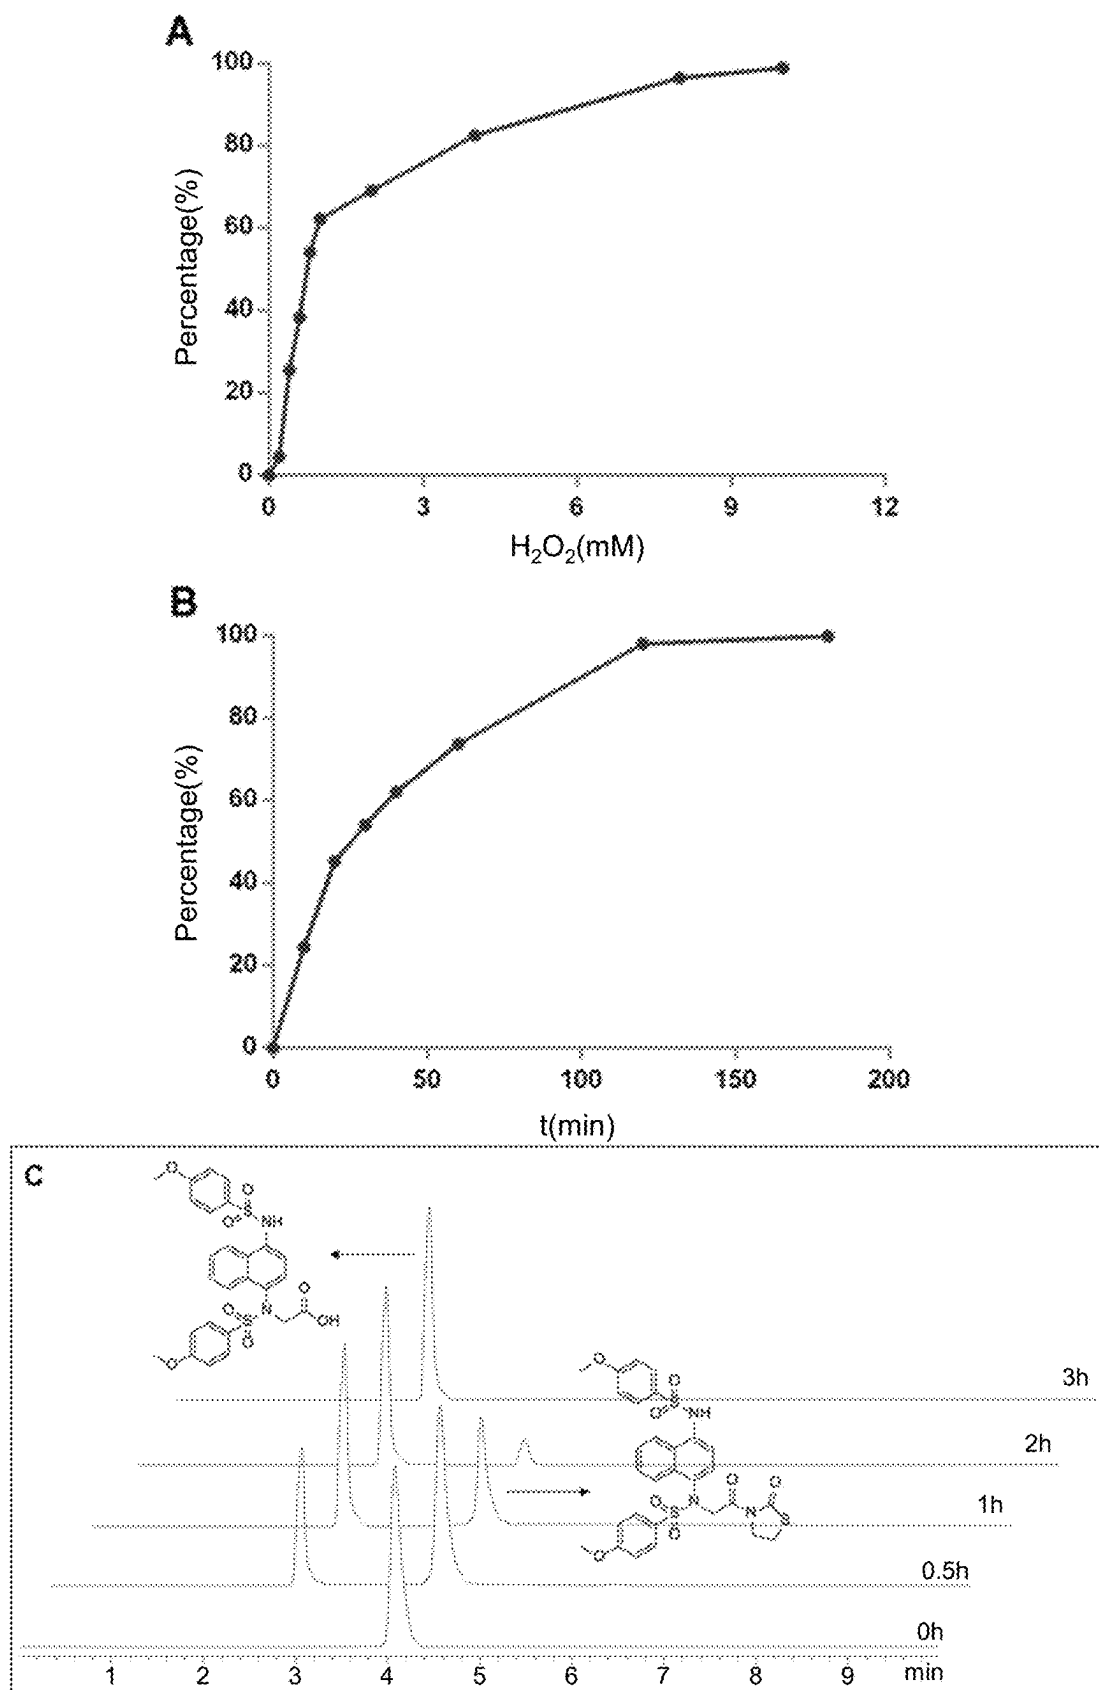 A
100
80
60
40
20
0
Percentage(%)
0 3 6 9 12
H₂O₂(mM)
B
100
80
60
40
20
0
Percentage(%)
0 50 100 150 200
t(min)
C
O
O
S
O
NH
O
O
N
S
OH
O
O
3h
O
O
S
O
NH
2h
O
O
O
N
N
S
S
O
O
1h
0.5h
0h
1 2 3 4 5 6 7 8 9 min